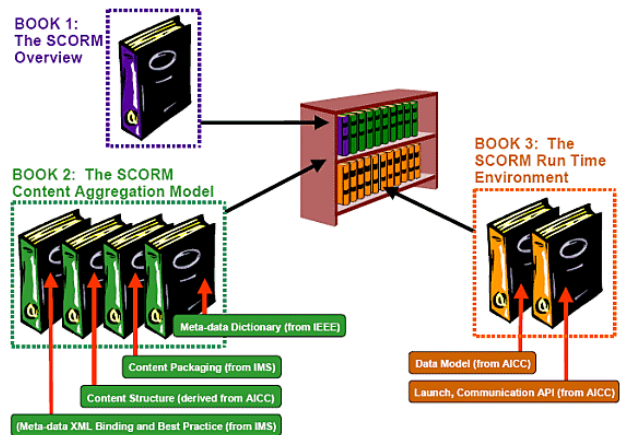 BOOK 1:
The SCORM
Overview
BOOK 2:  The SCORM
Content Aggregation Model
BOOK 3:  The
SCORM Run Time
Environment
Meta-data Dictionary (from IEEE)
Content Packaging (from IMS)
Content Structure (derived from AICC)
(Meta-data XML Binding and Best Practice (from IMS)
Data Model (from AICC)
Launch, Communication API (from AICC)